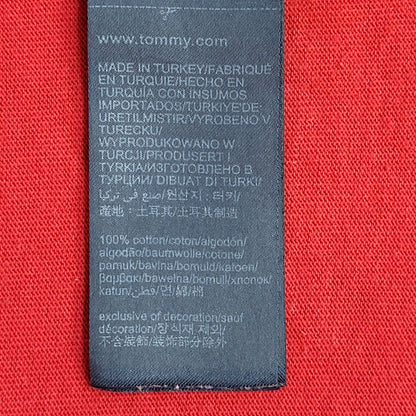 www.tommy.com
MADE IN TURKEY/FABRIQUÉ
EN TURQUIE/HECHO EN
TURQUÍA CON INSUMOS
IMPORTADOS/TÜRKIYE'DE
URETILMISTIR/VYROBENO V
TURECKU/
WYPRODUKOWANO W
TURCJI/PRODUSERT I
TYRKIA/ИЗГОТОВЛЕНО В
ТУРЦИИ/ DIBUAT DI TURKI/
صنع في تركيا/원산지 : 터키/
產地：土耳其/土耳其制造
100% cotton/coton/algodón/
algodão/baumwolle/cotone/
pamuk/bavlna/bomuld/katoen/
βαμβακι/bawełna/bomull/хлопок/
katun/قطن/면/綿/棉
exclusive of decoration/sauf
décoration/장식재 제외/
不含裝飾/装饰部分除外